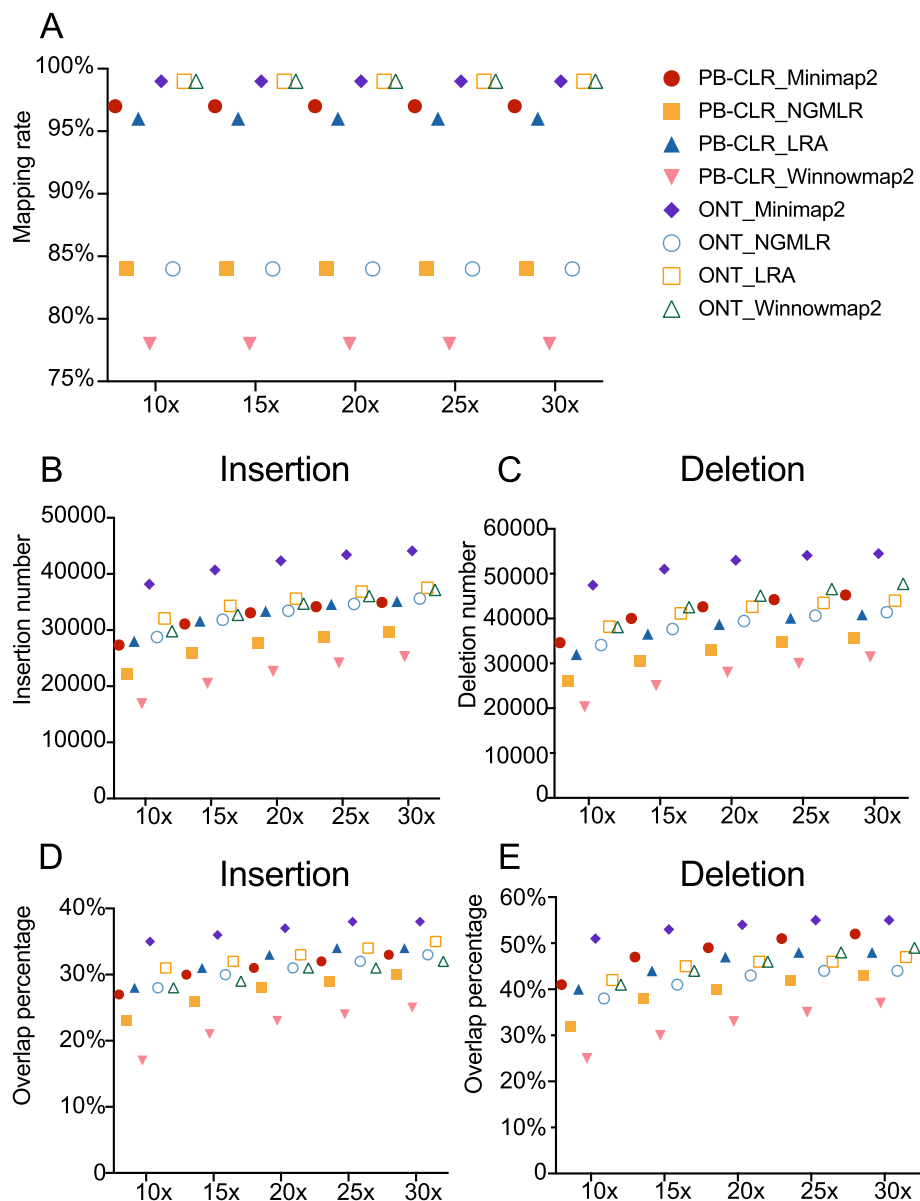 A
100%
95%
90%
85%
80%
75%
Mapping rate
10x 15x 20x 25x 30x
PB-CLR_Minimap2
PB-CLR_NGMLR
PB-CLR_LRA
PB-CLR_Winnowmap2
ONT_Minimap2
ONT_NGMLR
ONT_LRA
ONT_Winnowmap2
B
Insertion
50000
40000
30000
20000
10000
0
Insertion number
10x 15x 20x 25x 30x
C
Deletion
60000
50000
40000
30000
20000
10000
0
Deletion number
10x 15x 20x 25x 30x
D
Insertion
40%
30%
20%
10%
0
Overlap percentage
10x 15x 20x 25x 30x
E
Deletion
60%
50%
40%
30%
20%
10%
0
Overlap percentage
10x 15x 20x 25x 30x